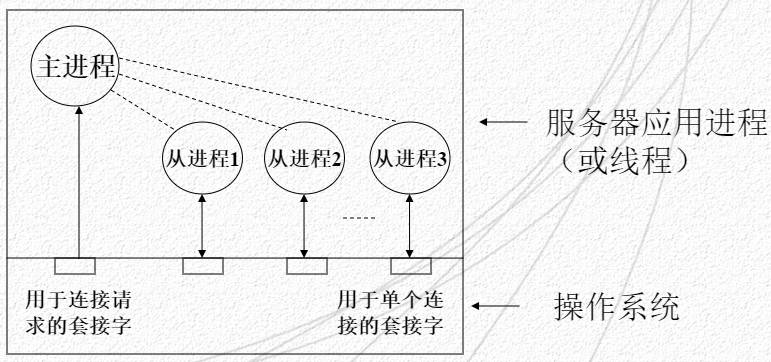 主进程
从进程1
从进程2
从进程3
服务器应用进程
（或线程）
用于连接请
求的套接字
用于单个连
接的套接字
操作系统